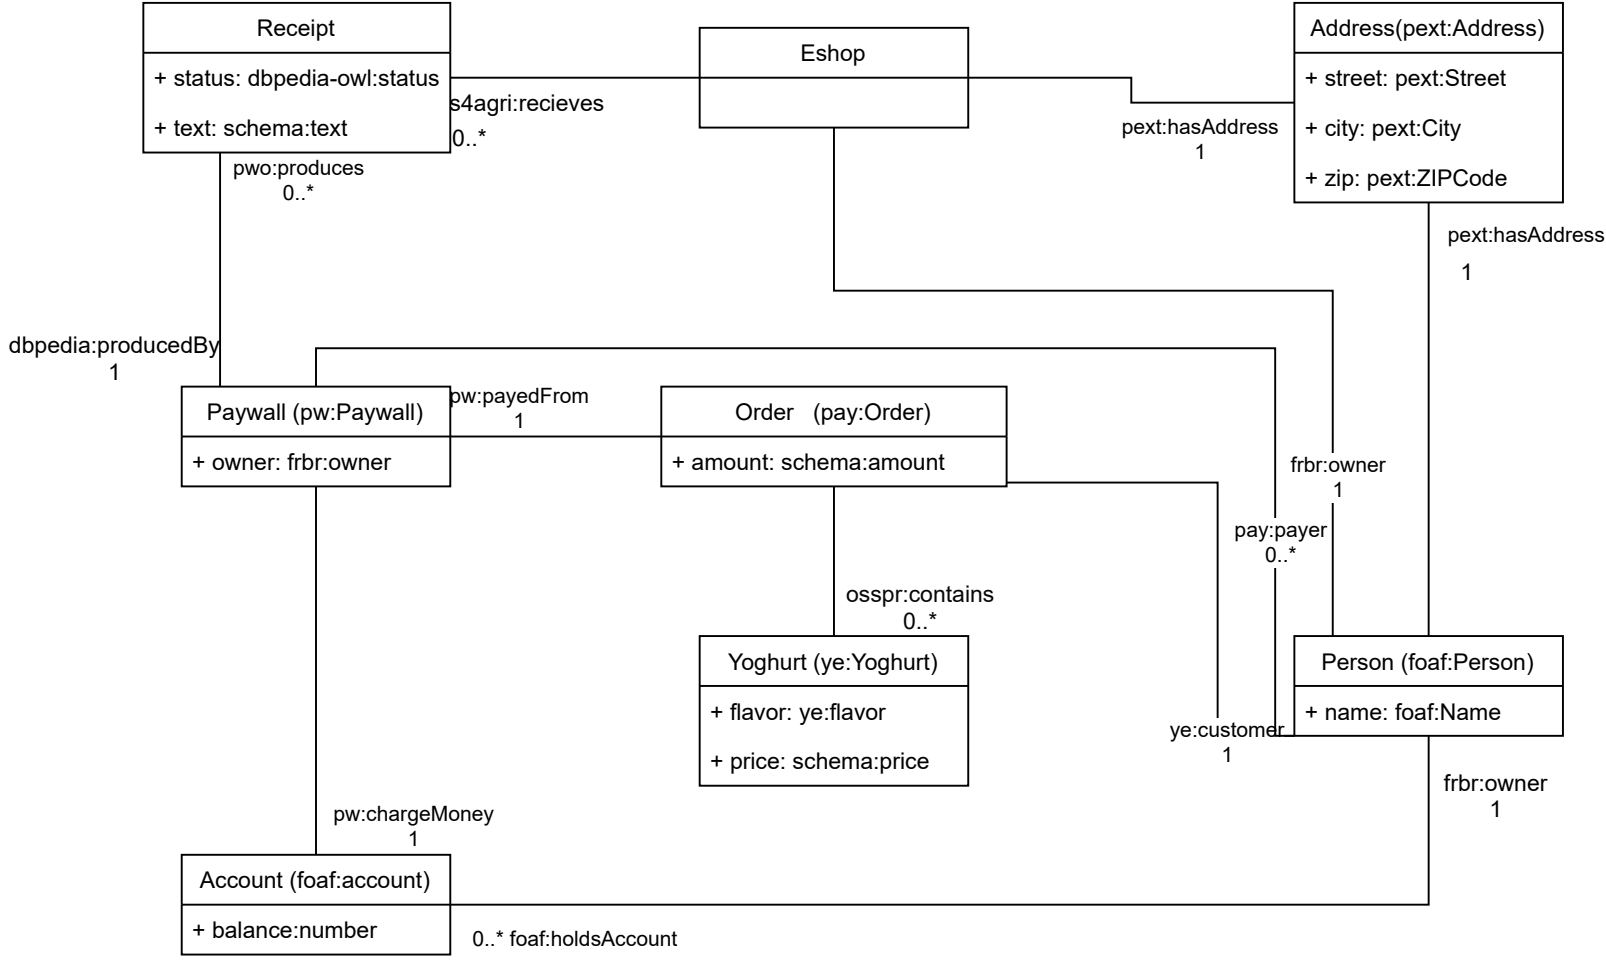 Receipt
+ status: dbpedia-owl:status
+ text: schema:text
Eshop
Address(pext:Address)
+ street: pext:Street
+ city: pext:City
+ zip: pext:ZIPCode
s4agri:recieves
0..*
pext:hasAddress
1
pwo:produces
0..*
pext:hasAddress
1
dbpedia:producedBy
1
Paywall (pw:Paywall)
+ owner: frbr:owner
pw:payedFrom
1
Order (pay:Order)
+ amount: schema:amount
frbr:owner
1
pay:payer
0..*
osspr:contains
0..*
Yoghurt (ye:Yoghurt)
+ flavor: ye:flavor
+ price: schema:price
Person (foaf:Person)
+ name: foaf:Name
ye:customer
1
frbr:owner
1
pw:chargeMoney
1
Account (foaf:account)
+ balance:number
0..* foaf:holdsAccount